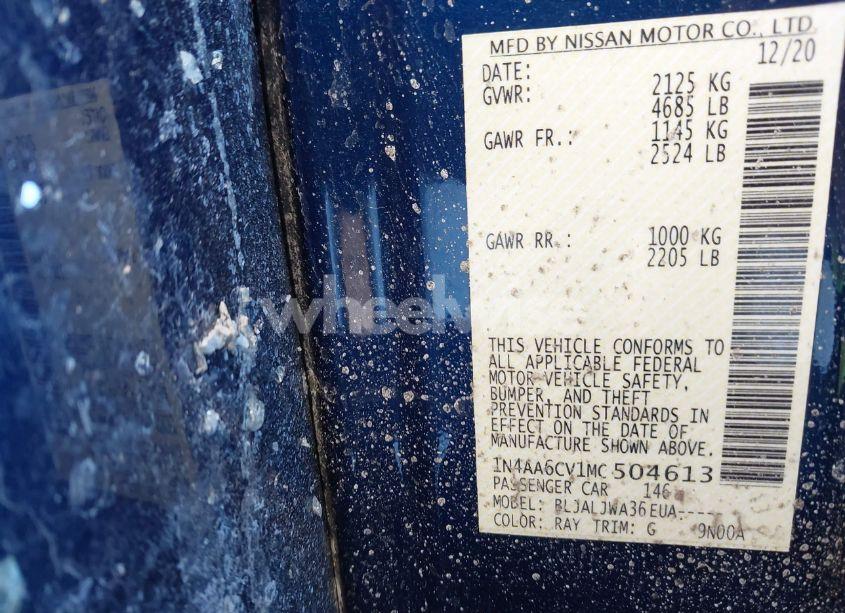 MFD BY NISSAN MOTOR CO., LTD.
DATE: 12/20
GVWR: 2125 KG
4685 LB
GAWR FR.: 1145 KG
2524 LB
GAWR RR.: 1000 KG
2205 LB
wheelwise
THIS VEHICLE CONFORMS TO
ALL APPLICABLE FEDERAL
MOTOR VEHICLE SAFETY,
BUMPER, AND THEFT
PREVENTION STANDARDS IN
EFFECT ON THE DATE OF
MANUFACTURE SHOWN ABOVE.
1N4AA6CV1MC504613
PASSENGER CAR 146
MODEL: BLJALJWA36EUA-----
COLOR: RAY TRIM: G 9N00A